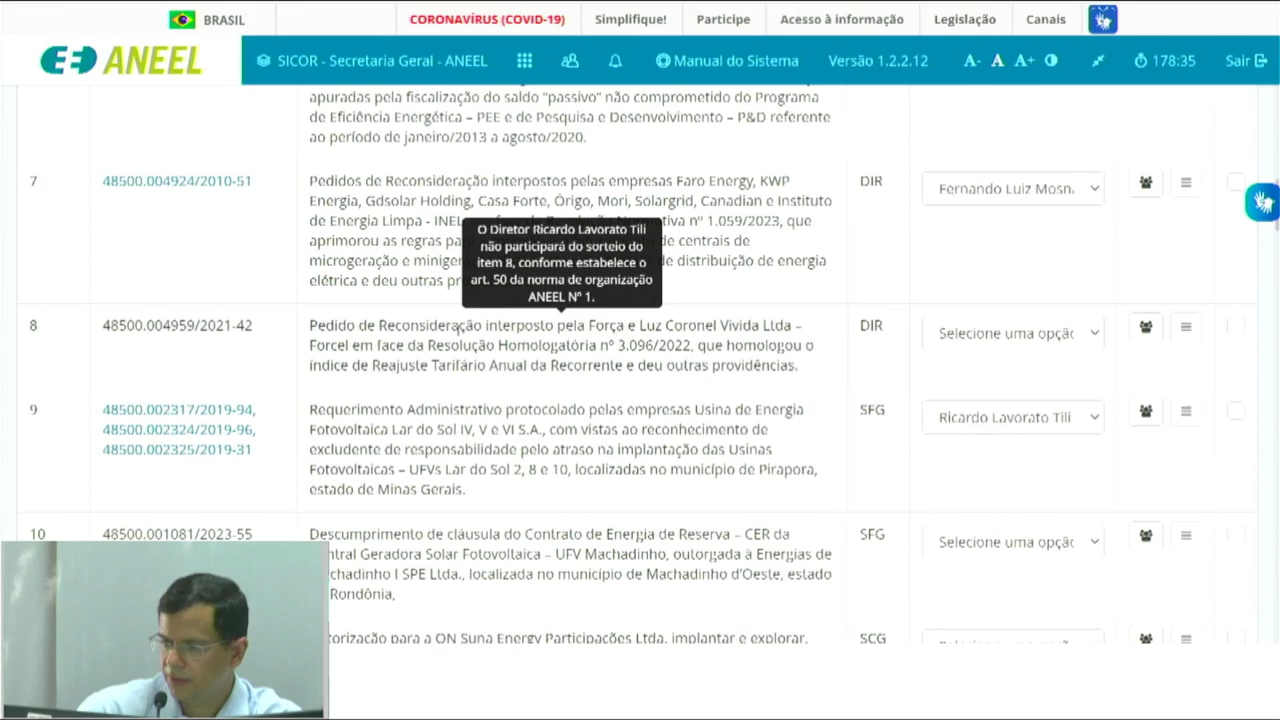 BRASIL
CORONAVÍRUS (COVID-19)
Simplifique!
Participe
Acesso à informação
Legislação
Canais
ANEEL
SICOR - Secretaria Geral - ANEEL
Manual do Sistema
Versão 1.2.2.12
A-
A
A+
178:35
Sair
apuradas pela fiscalização do saldo "passivo" não comprometido do Programa
de Eficiência Energética – PEE e de Pesquisa e Desenvolvimento – P&D referente
ao período de janeiro/2013 a agosto/2020.
7
48500.004924/2010-51
Pedidos de Reconsideração interpostos pelas empresas Faro Energy, KWP
Energia, Gdsolar Holding, Casa Forte, Órigo, Mori, Solargrid, Canadian e Instituto
de Energia Limpa - INEL
nº 1.059/2023, que
aprimorou as regras
de centrais de
microgeração e
de distribuição de energia
elétrica e deu outras
DIR
Fernando Luiz Mosn
O Diretor Ricardo Lavorato Tili
não participará do sorteio do
item 8, conforme estabelece o
art. 50 da norma de organização
ANEEL Nº 1.
8
48500.004959/2021-42
Pedido de Reconsideração interposto pela Força e Luz Coronel Vivida Ltda –
Forcel em face da Resolução Homologatória nº 3.096/2022, que homologou o
índice de Reajuste Tarifário Anual da Recorrente e deu outras providências.
DIR
Selecione uma opçã
9
48500.002317/2019-94,
48500.002324/2019-96,
48500.002325/2019-31
Requerimento Administrativo protocolado pelas empresas Usina de Energia
Fotovoltaica Lar do Sol IV, V e VI S.A., com vistas ao reconhecimento de
excludente de responsabilidade pelo atraso na implantação das Usinas
Fotovoltaicas – UFVs Lar do Sol 2, 8 e 10, localizadas no município de Pirapora,
estado de Minas Gerais.
SFG
Ricardo Lavorato Tili
10
48500.001081/2023-55
Descumprimento de cláusula do Contrato de Energia de Reserva – CER da
ntral Geradora Solar Fotovoltaica – UFV Machadinho, outorgada à Energias de
chadinho I SPE Ltda., localizada no município de Machadinho d'Oeste, estado
Rondônia,
SFG
Selecione uma opçã
torização para a ON Suna Energy Participações Ltda. implantar e explorar,
SCG